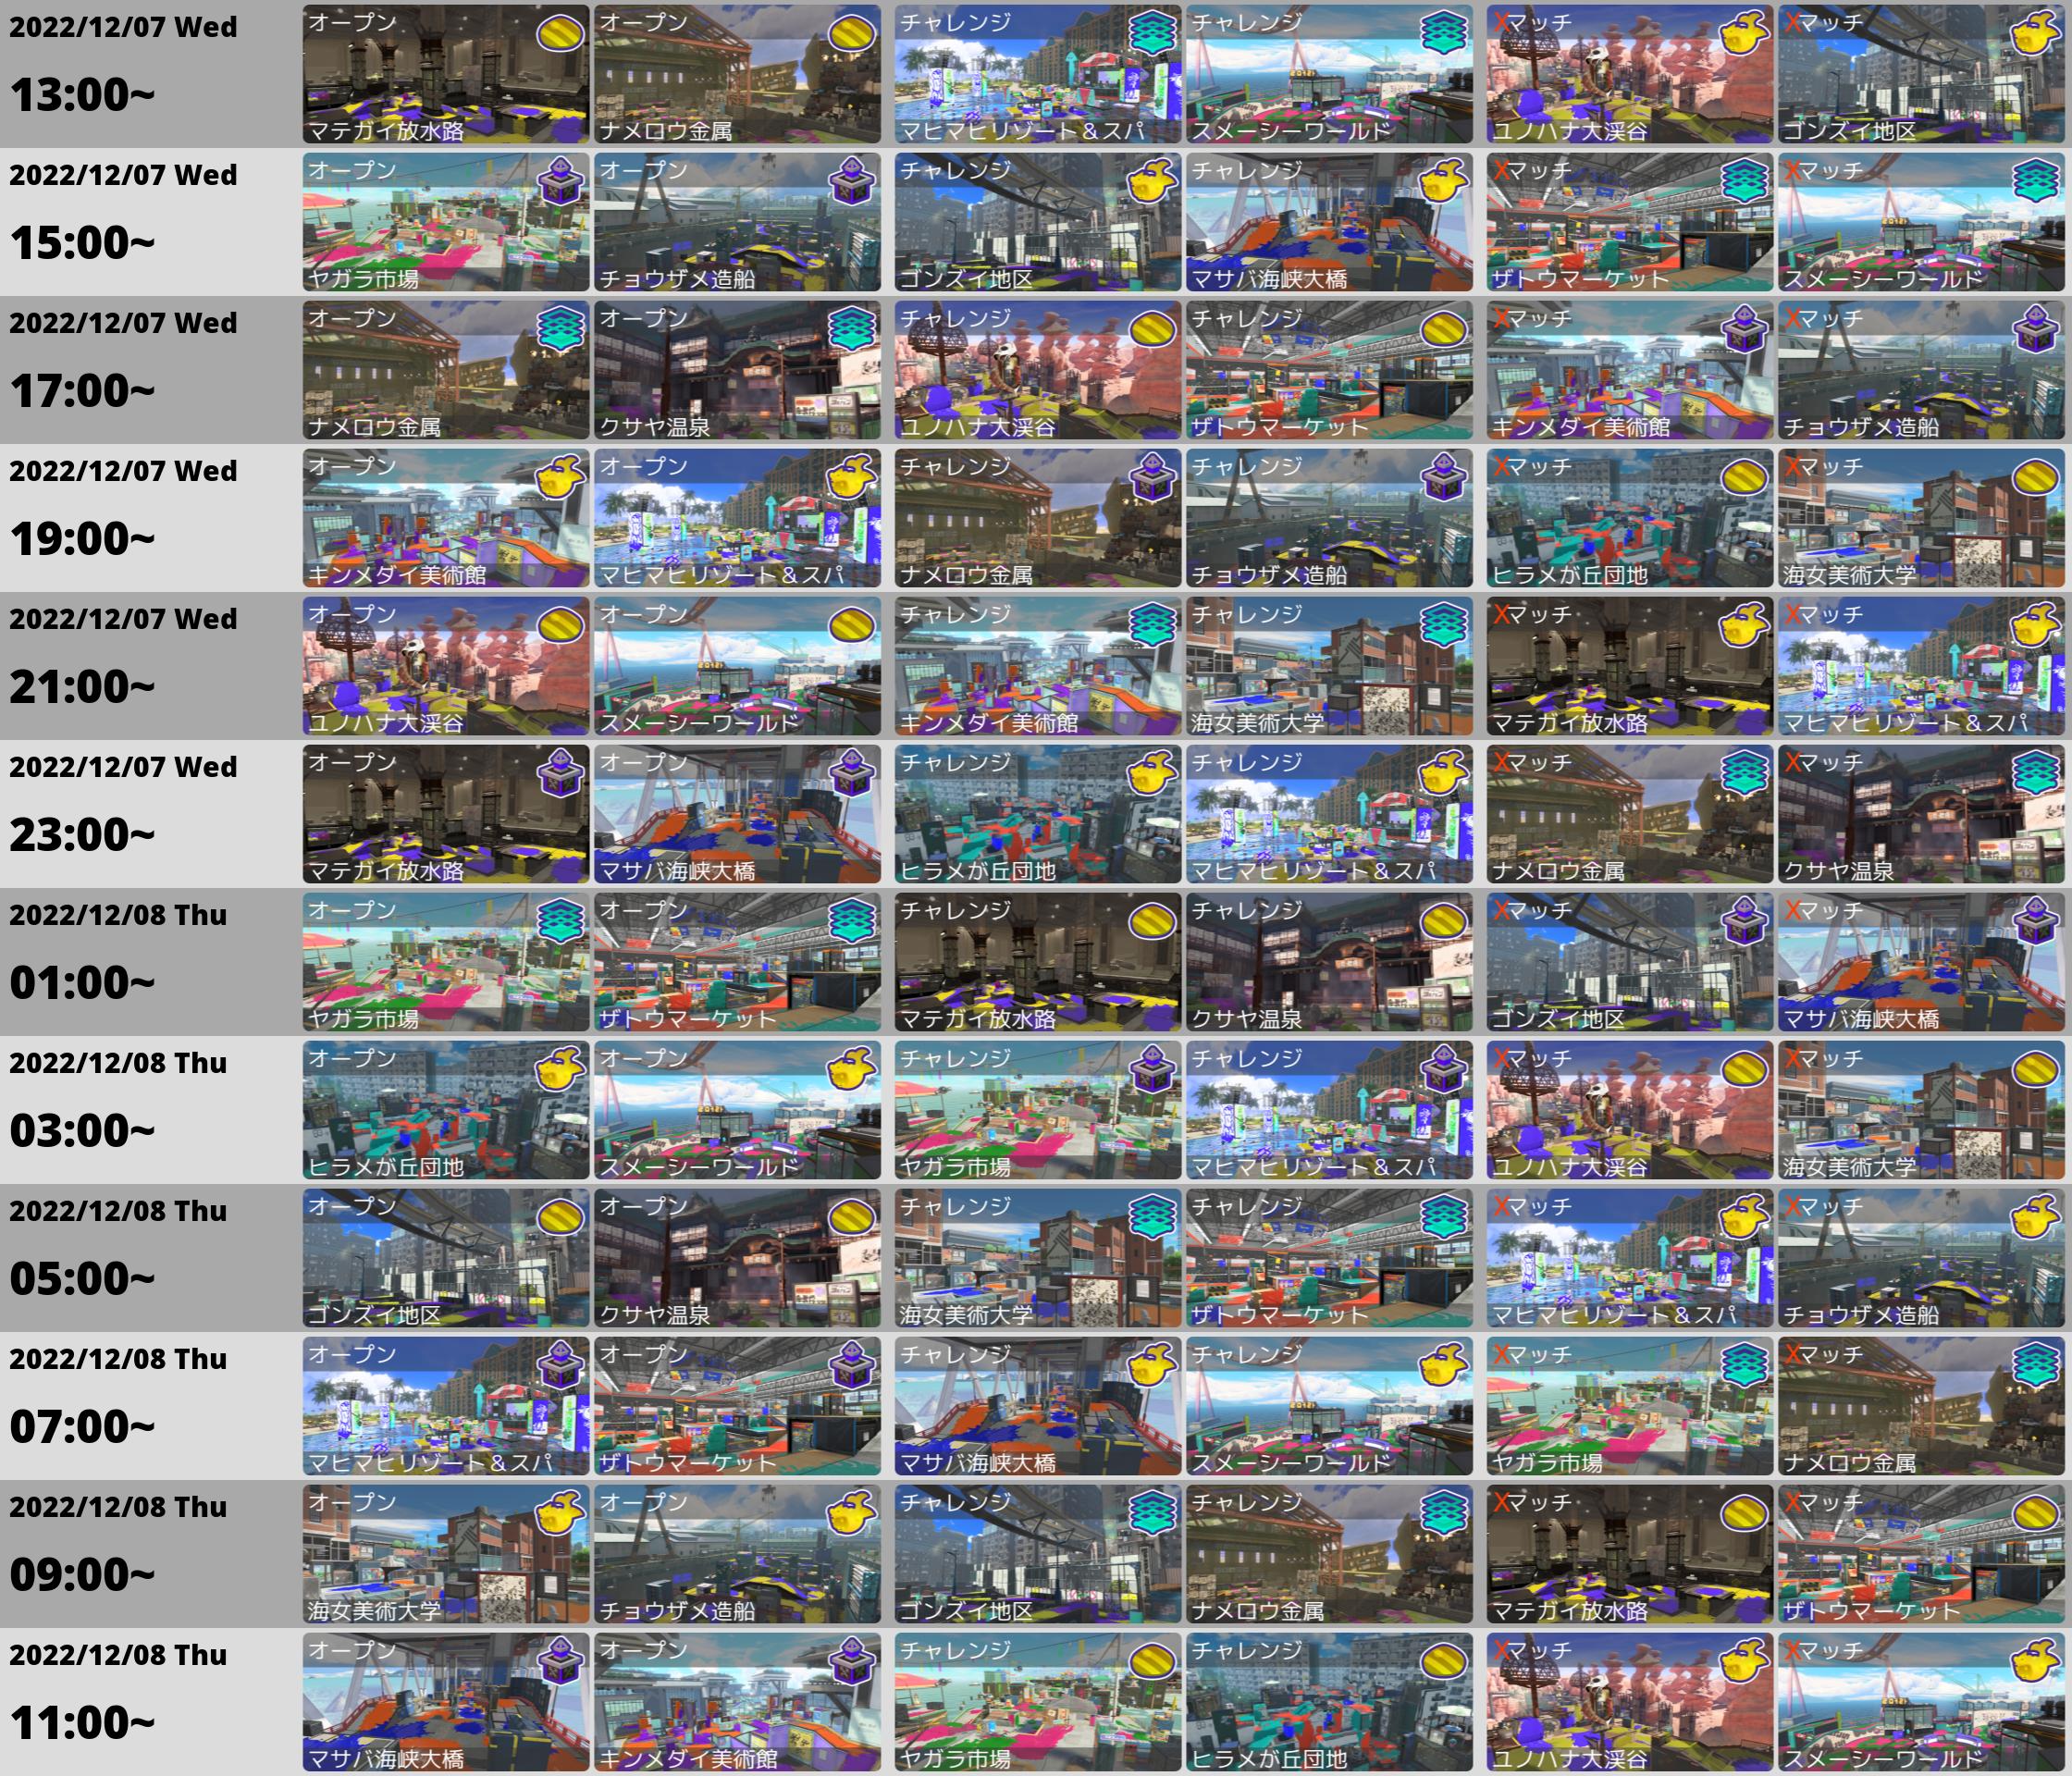 2022/12/07 Wed
13:00~
オープン オープン チャレンジ チャレンジ Xマッチ Xマッチ
マテガイ放水路 ナメロウ金属 マヒマヒリゾート＆スパ スメーシーワールド ユノハナ大渓谷 ゴンズイ地区
2022/12/07 Wed
15:00~
オープン オープン チャレンジ チャレンジ Xマッチ Xマッチ
ヤガラ市場 チョウザメ造船 ゴンズイ地区 マサバ海峡大橋 ザトウマーケット スメーシーワールド
2022/12/07 Wed
17:00~
オープン オープン チャレンジ チャレンジ Xマッチ Xマッチ
ナメロウ金属 クサヤ温泉 ユノハナ大渓谷 ザトウマーケット キンメダイ美術館 チョウザメ造船
2022/12/07 Wed
19:00~
オープン オープン チャレンジ チャレンジ Xマッチ Xマッチ
キンメダイ美術館 マヒマヒリゾート＆スパ ナメロウ金属 チョウザメ造船 ヒラメが丘団地 海女美術大学
2022/12/07 Wed
21:00~
オープン オープン チャレンジ チャレンジ Xマッチ Xマッチ
ユノハナ大渓谷 スメーシーワールド キンメダイ美術館 海女美術大学 マテガイ放水路 マヒマヒリゾート＆スパ
2022/12/07 Wed
23:00~
オープン オープン チャレンジ チャレンジ Xマッチ Xマッチ
マテガイ放水路 マサバ海峡大橋 ヒラメが丘団地 マヒマヒリゾート＆スパ ナメロウ金属 クサヤ温泉
2022/12/08 Thu
01:00~
オープン オープン チャレンジ チャレンジ Xマッチ Xマッチ
ヤガラ市場 ザトウマーケット マテガイ放水路 クサヤ温泉 ゴンズイ地区 マサバ海峡大橋
2022/12/08 Thu
03:00~
オープン オープン チャレンジ チャレンジ Xマッチ Xマッチ
ヒラメが丘団地 スメーシーワールド ヤガラ市場 マヒマヒリゾート＆スパ ユノハナ大渓谷 海女美術大学
2022/12/08 Thu
05:00~
オープン オープン チャレンジ チャレンジ Xマッチ Xマッチ
ゴンズイ地区 クサヤ温泉 海女美術大学 ザトウマーケット マヒマヒリゾート＆スパ チョウザメ造船
2022/12/08 Thu
07:00~
オープン オープン チャレンジ チャレンジ Xマッチ Xマッチ
マヒマヒリゾート＆スパ ザトウマーケット マサバ海峡大橋 スメーシーワールド ヤガラ市場 ナメロウ金属
2022/12/08 Thu
09:00~
オープン オープン チャレンジ チャレンジ Xマッチ Xマッチ
海女美術大学 チョウザメ造船 ゴンズイ地区 ナメロウ金属 マテガイ放水路 ザトウマーケット
2022/12/08 Thu
11:00~
オープン オープン チャレンジ チャレンジ Xマッチ Xマッチ
マサバ海峡大橋 キンメダイ美術館 ヤガラ市場 ヒラメが丘団地 ユノハナ大渓谷 スメーシーワールド